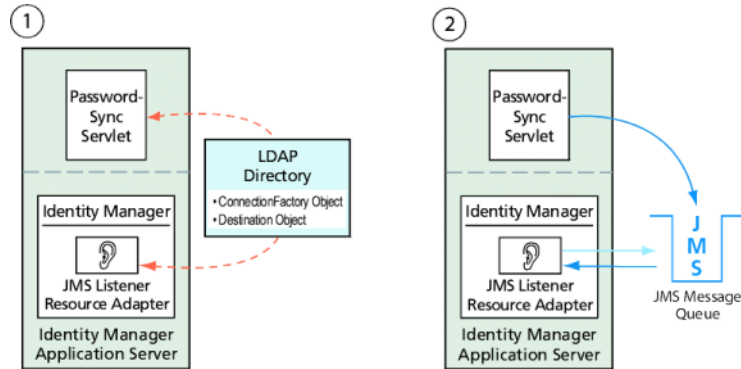 1
Password-
Sync
Servlet
LDAP
Directory
• ConnectionFactory Object
• Destination Object
Identity Manager
JMS Listener
Resource Adapter
Identity Manager
Application Server
2
Password-
Sync
Servlet
Identity Manager
JMS Listener
Resource Adapter
Identity Manager
Application Server
J
M
S
JMS Message
Queue